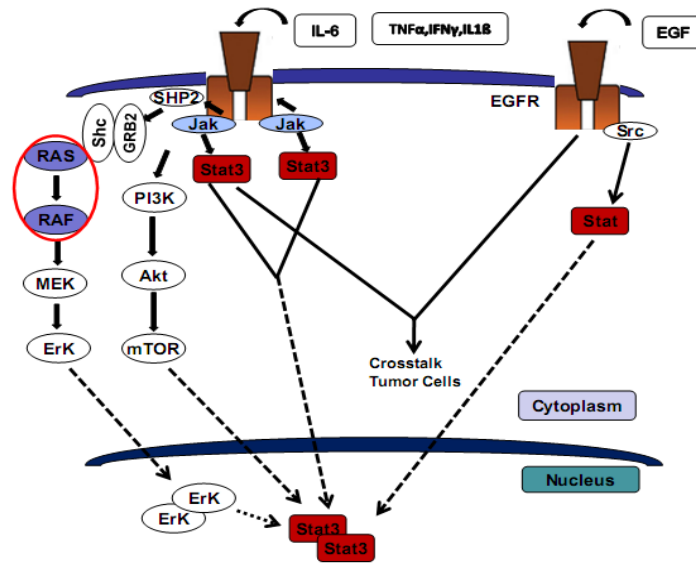 IL-6
TNFα,IFNγ,IL1ß
EGF
SHP2
EGFR
Shc
GRB2
Jak
Jak
Src
RAS
Stat3
Stat3
PI3K
RAF
Stat
MEK
Akt
ErK
mTOR
Crosstalk
Tumor Cells
Cytoplasm
Nucleus
ErK
ErK
Stat3
Stat3